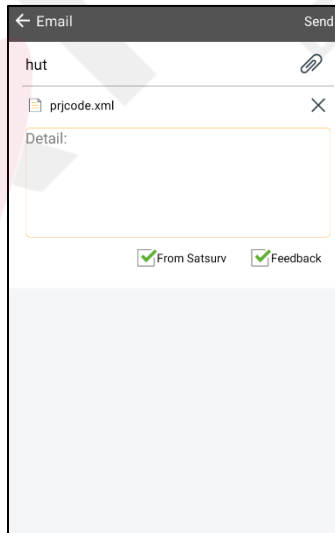 Email Send
hut
prjcode.xml
Detail:
From Satsurv Feedback